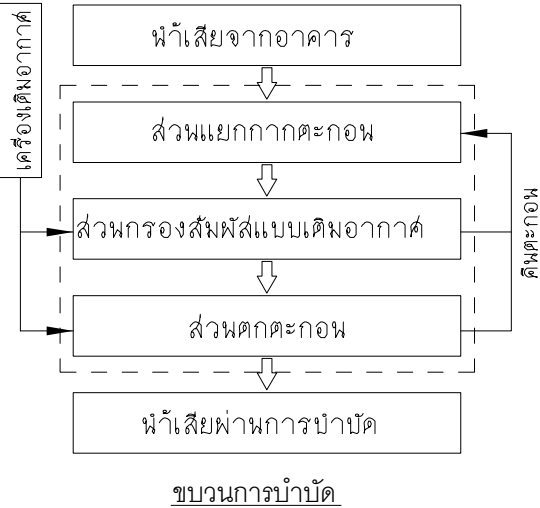 เครื่องเติมอากาศ
น้ำเสียจากอาคาร
ส่วนแยกกากตะกอน
ส่วนกรองสัมผัสแบบเติมอากาศ
ส่วนตกตะกอน
คืนตะกอน
น้ำเสียผ่านการบำบัด
ขบวนการบำบัด